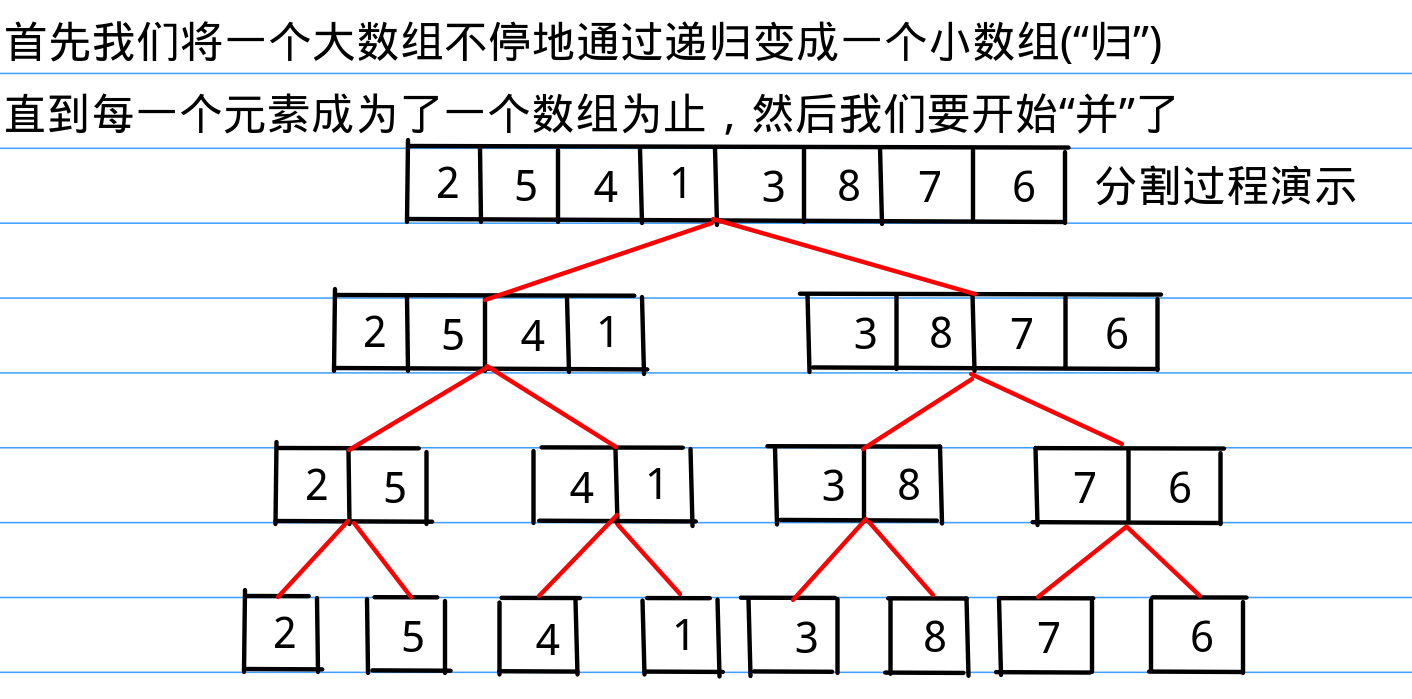 首先我们将一个大数组不停地通过递归变成一个小数组(“归”)
直到每一个元素成为了一个数组为止，然后我们要开始“并”了
2 5 4 1 3 8 7 6 分割过程演示
2 5 4 1 3 8 7 6
2 5 4 1 3 8 7 6
2 5 4 1 3 8 7 6